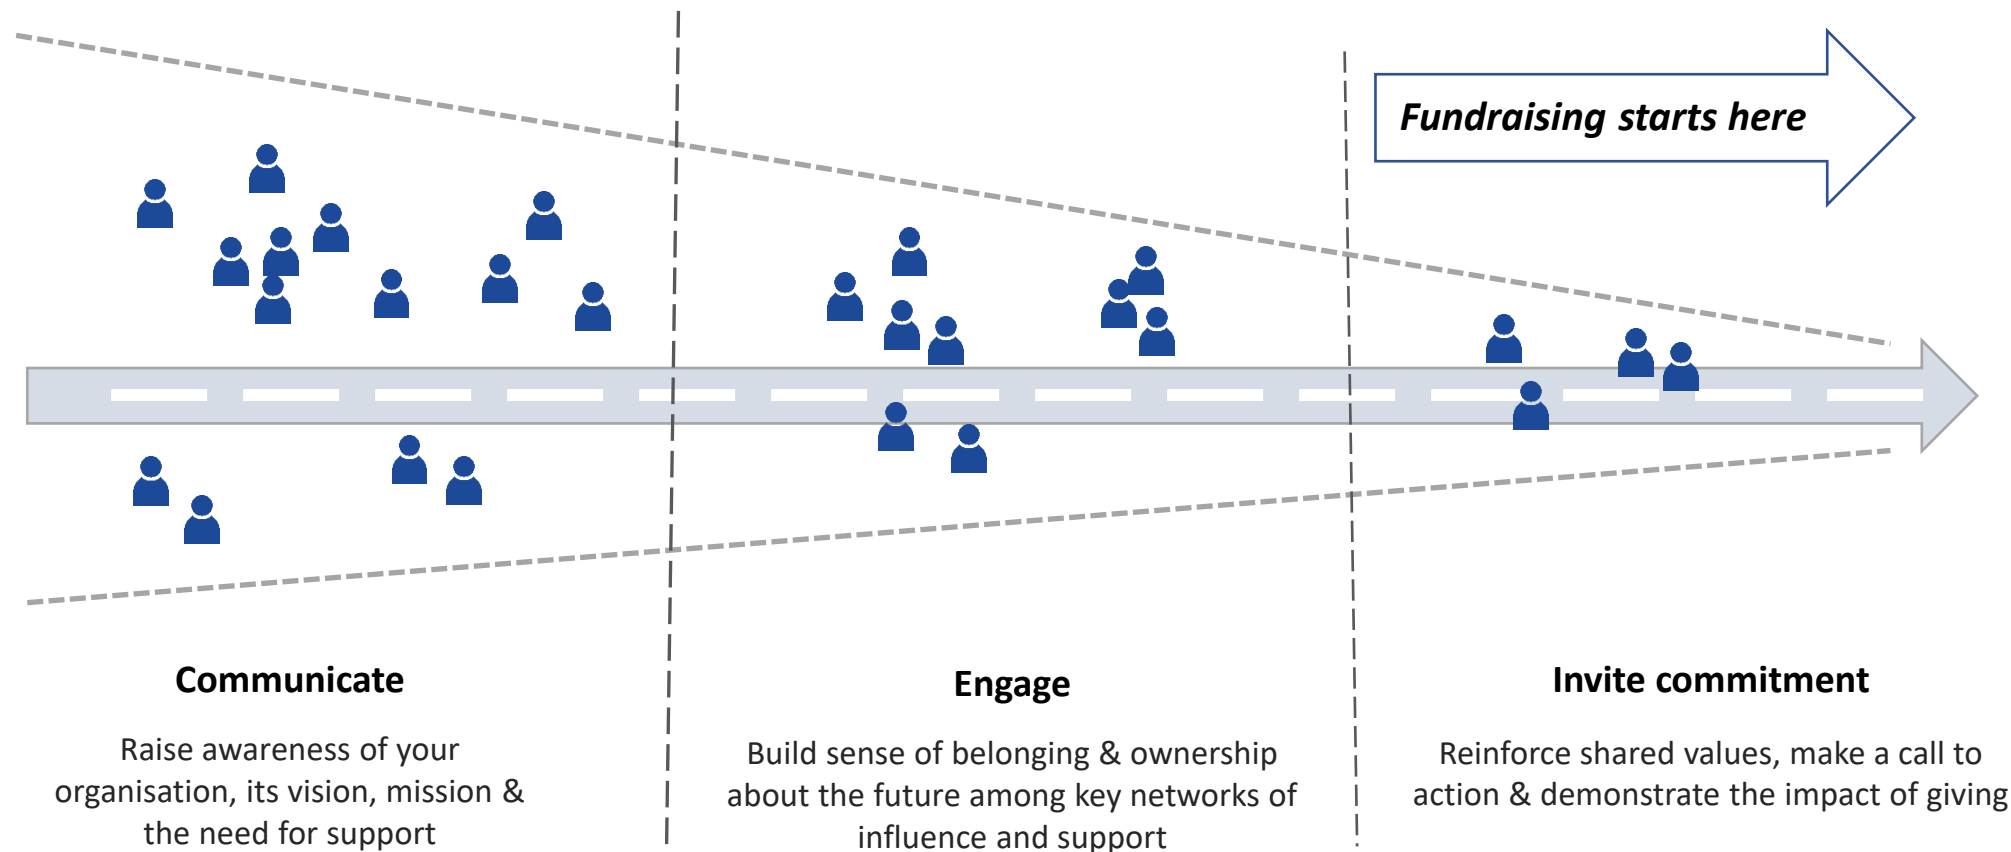 Fundraising starts here
Communicate
Raise awareness of your
organisation, its vision, mission &
the need for support
Engage
Build sense of belonging & ownership
about the future among key networks of
influence and support
Invite commitment
Reinforce shared values, make a call to
action & demonstrate the impact of giving